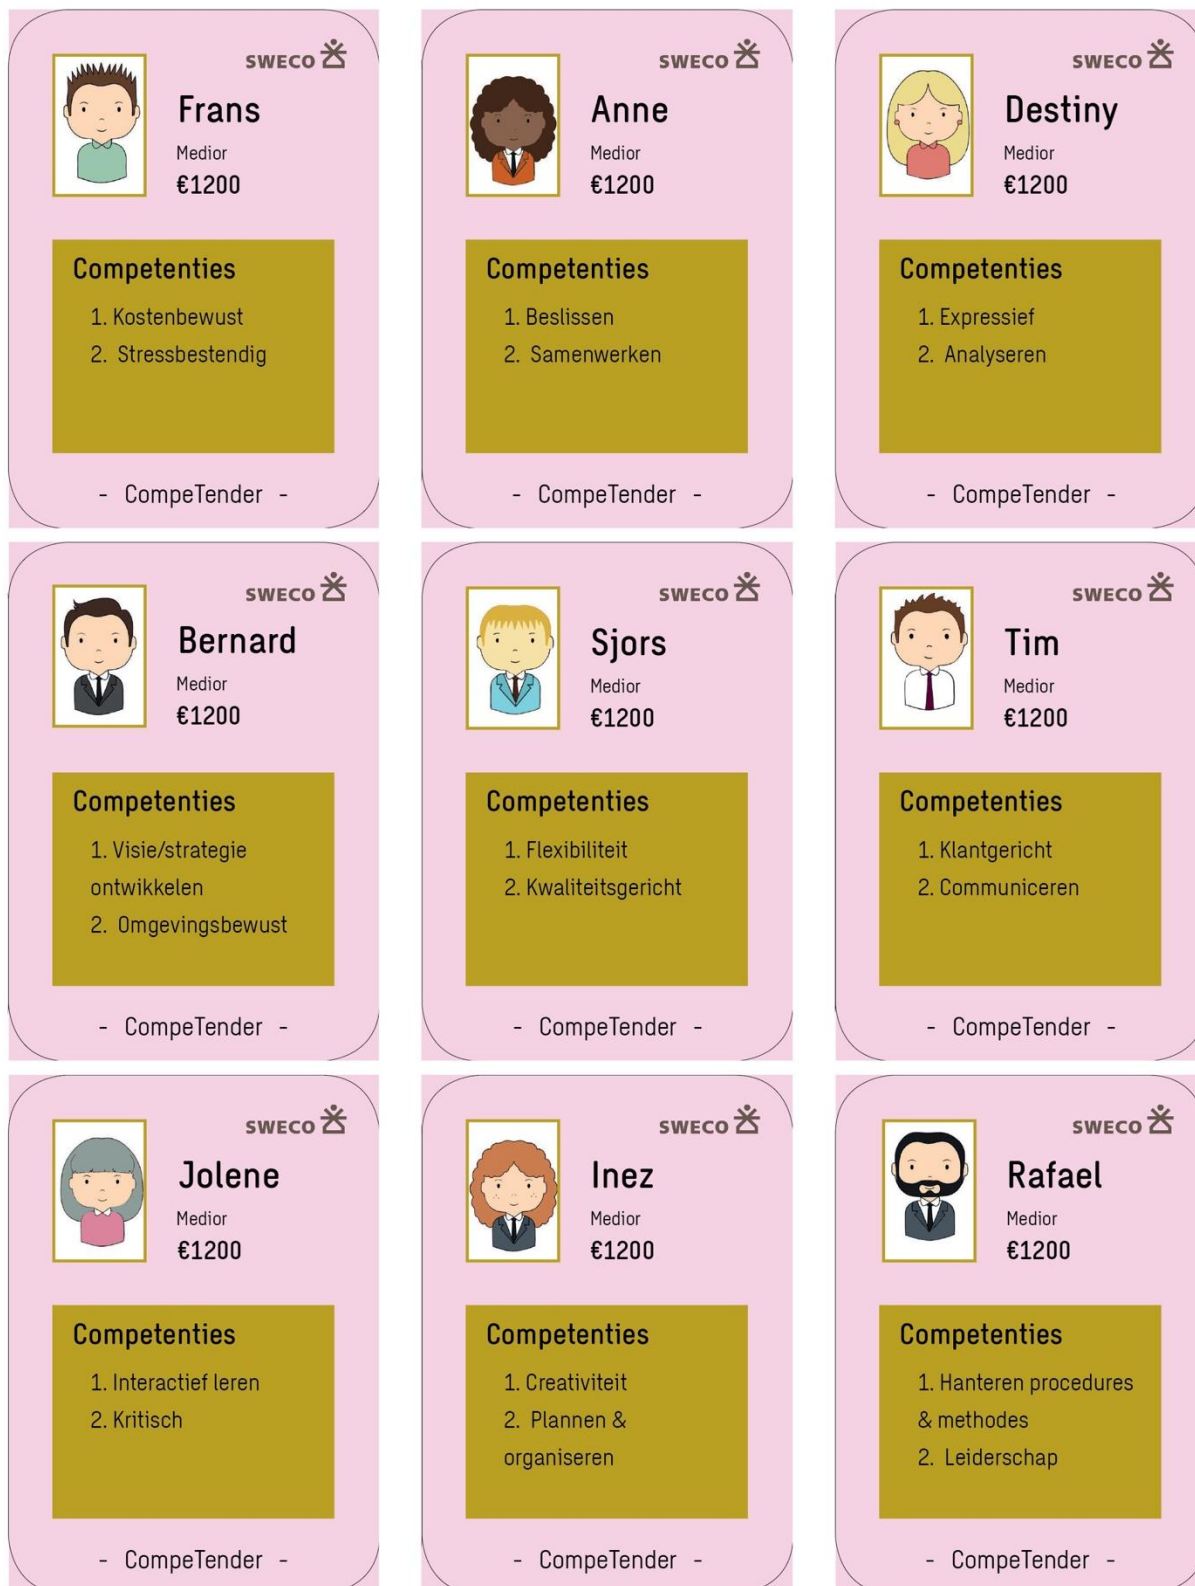 SWECO
Frans
Medior
€1200
Competenties
1. Kostenbewust
2. Stressbestendig
- CompeTender -
SWECO
Anne
Medior
€1200
Competenties
1. Beslissen
2. Samenwerken
- CompeTender -
SWECO
Destiny
Medior
€1200
Competenties
1. Expressief
2. Analyseren
- CompeTender -
SWECO
Bernard
Medior
€1200
Competenties
1. Visie/strategie
ontwikkelen
2. Omgevingsbewust
- CompeTender -
SWECO
Sjors
Medior
€1200
Competenties
1. Flexibiliteit
2. Kwaliteitsgericht
- CompeTender -
SWECO
Tim
Medior
€1200
Competenties
1. Klantgericht
2. Communiceren
- CompeTender -
SWECO
Jolene
Medior
€1200
Competenties
1. Interactief leren
2. Kritisch
- CompeTender -
SWECO
Inez
Medior
€1200
Competenties
1. Creativiteit
2. Plannen &
organiseren
- CompeTender -
SWECO
Rafael
Medior
€1200
Competenties
1. Hanteren procedures
& methodes
2. Leiderschap
- CompeTender -